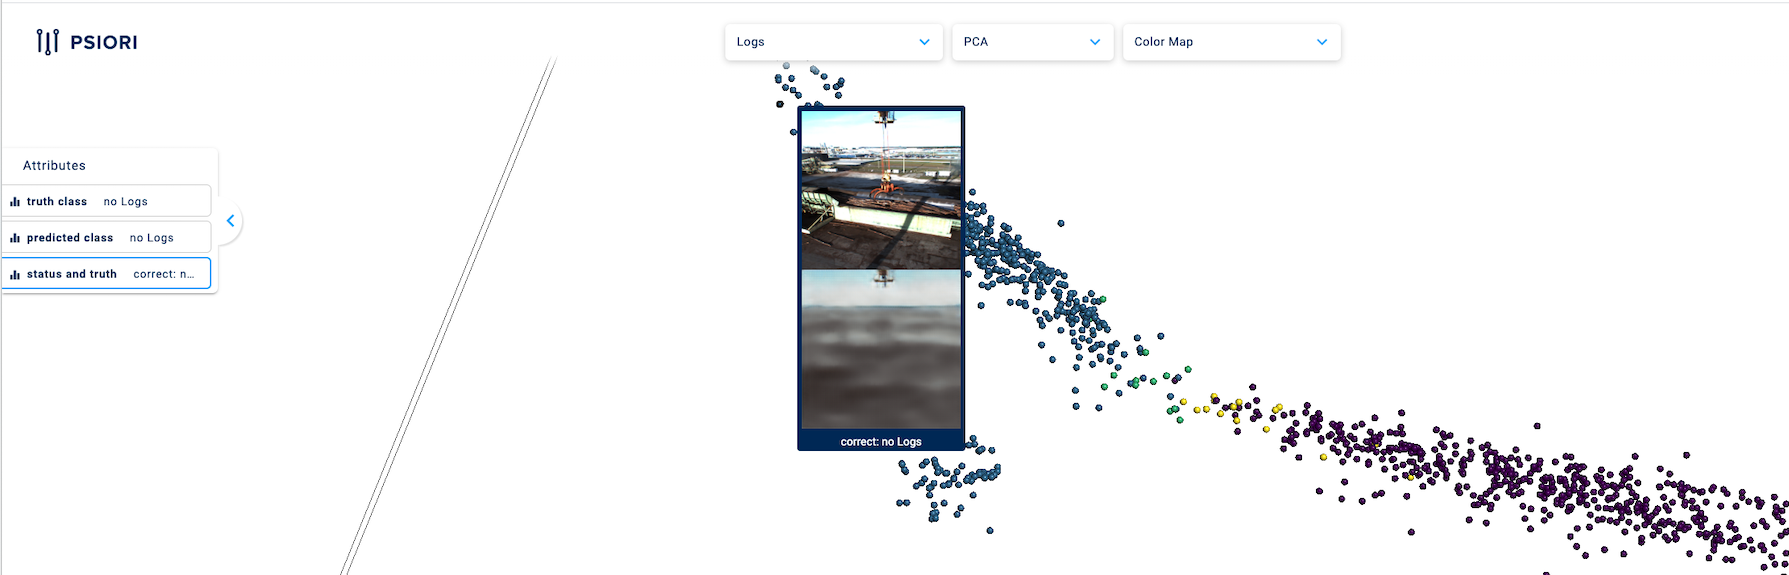 PSIORI
Logs
PCA
Color Map
Attributes
truth class no Logs
predicted class no Logs
status and truth correct: n...
correct: no Logs